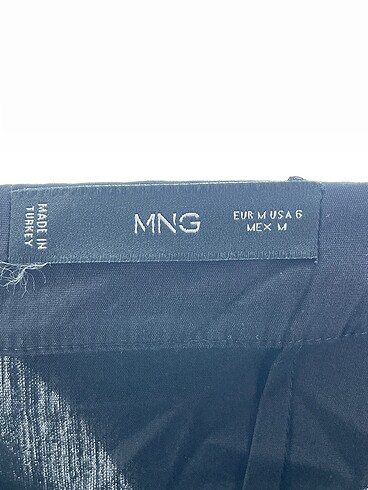 MADE IN
TURKEY
MNG
EUR M USA 6
MEX M